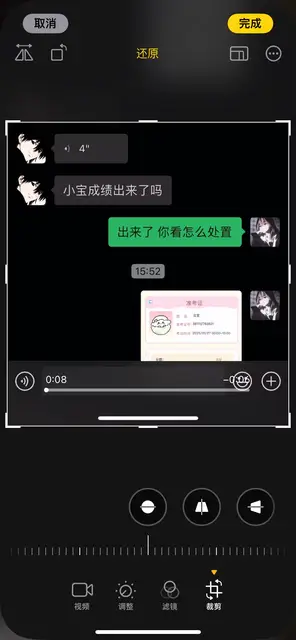 取消
完成
还原
4"
小宝成绩出来了吗
出来了 你看怎么处置
15:52
准考证
0:08
视频
调整
滤镜
裁剪